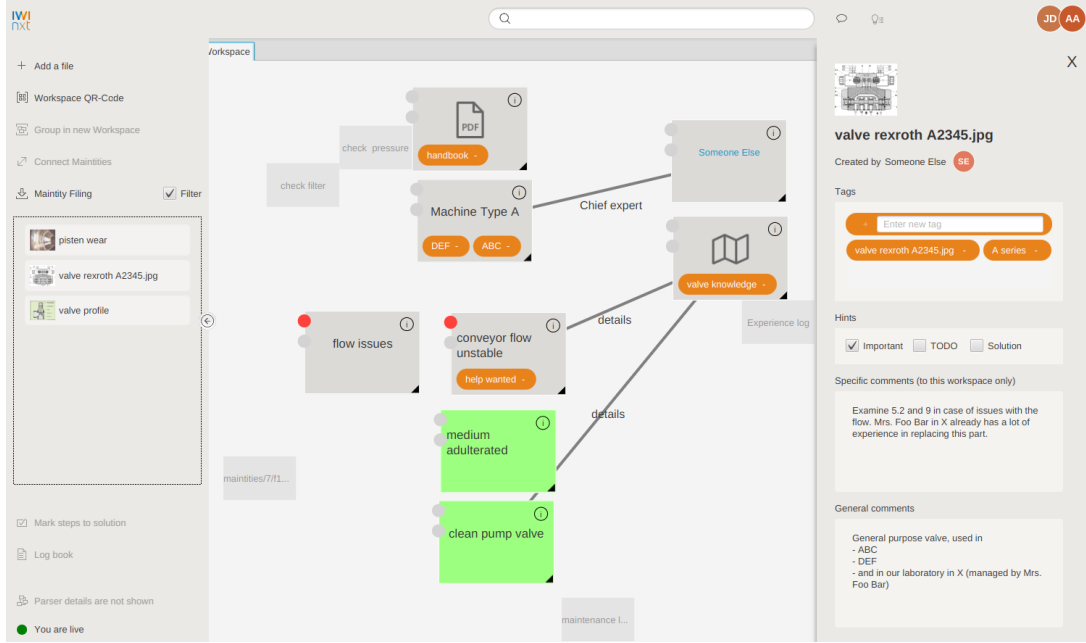 IWI
nxt
JD AA
Workspace
+ Add a file
Workspace QR-Code
Group in new Workspace
Connect Maintities
Maintity Filing
Filter
pisten wear
valve rexroth A2345.jpg
valve profile
Mark steps to solution
Log book
Parser details are not shown
You are live
check pressure
check filter
PDF
handbook -
Machine Type A
DEF - ABC -
Someone Else
Chief expert
valve knowledge -
Experience log
details
flow issues
conveyor flow
unstable
help wanted -
details
medium
adulterated
clean pump valve
maintities/7/f1...
maintenance l...
X
valve rexroth A2345.jpg
Created by Someone Else SE
Tags
+ Enter new tag
valve rexroth A2345.jpg - A series -
Hints
Important TODO Solution
Specific comments (to this workspace only)
Examine 5.2 and 9 in case of issues with the
flow. Mrs. Foo Bar in X already has a lot of
experience in replacing this part.
General comments
General purpose valve, used in
- ABC
- DEF
- and in our laboratory in X (managed by Mrs.
Foo Bar)